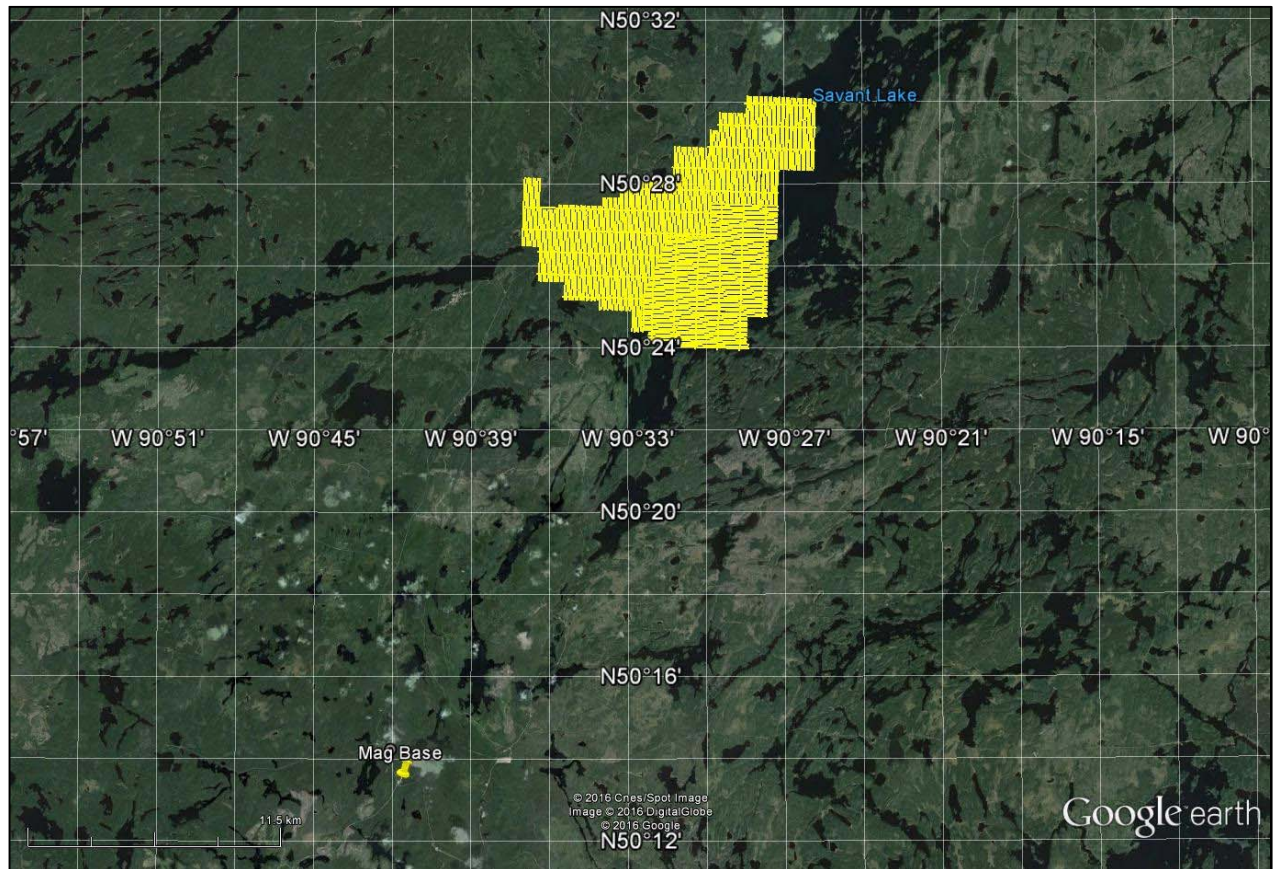 N50°32'
Savant Lake
N50°28'
N50°24'
°57' W 90°51' W 90°45' W 90°39' W 90°33' W 90°27' W 90°21' W 90°15' W 90°
N50°20'
N50°16'
Mag Base
© 2016 Cnes/Spot Image
Image © 2016 DigitalGlobe
© 2016 Google
11.5 km
Google earth
N50°12'